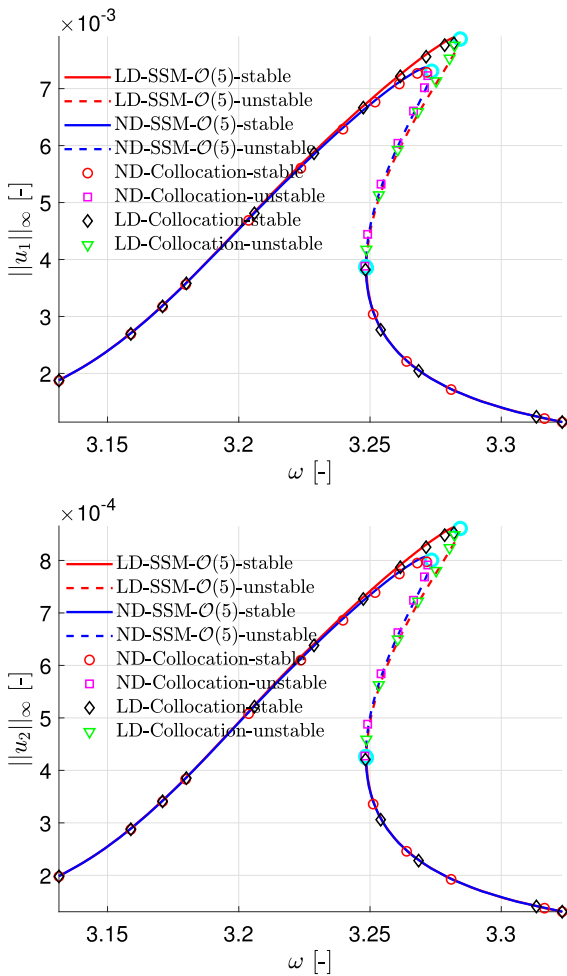 ×10⁻³
7
6
5
4
3
2
||u₁||∞ [-]
LD-SSM-𝒪(5)-stable
LD-SSM-𝒪(5)-unstable
ND-SSM-𝒪(5)-stable
ND-SSM-𝒪(5)-unstable
ND-Collocation-stable
ND-Collocation-unstable
LD-Collocation-stable
LD-Collocation-unstable
3.15 3.2 3.25 3.3
ω [-]
×10⁻⁴
8
7
6
5
4
3
2
||u₂||∞ [-]
LD-SSM-𝒪(5)-stable
LD-SSM-𝒪(5)-unstable
ND-SSM-𝒪(5)-stable
ND-SSM-𝒪(5)-unstable
ND-Collocation-stable
ND-Collocation-unstable
LD-Collocation-stable
LD-Collocation-unstable
3.15 3.2 3.25 3.3
ω [-]